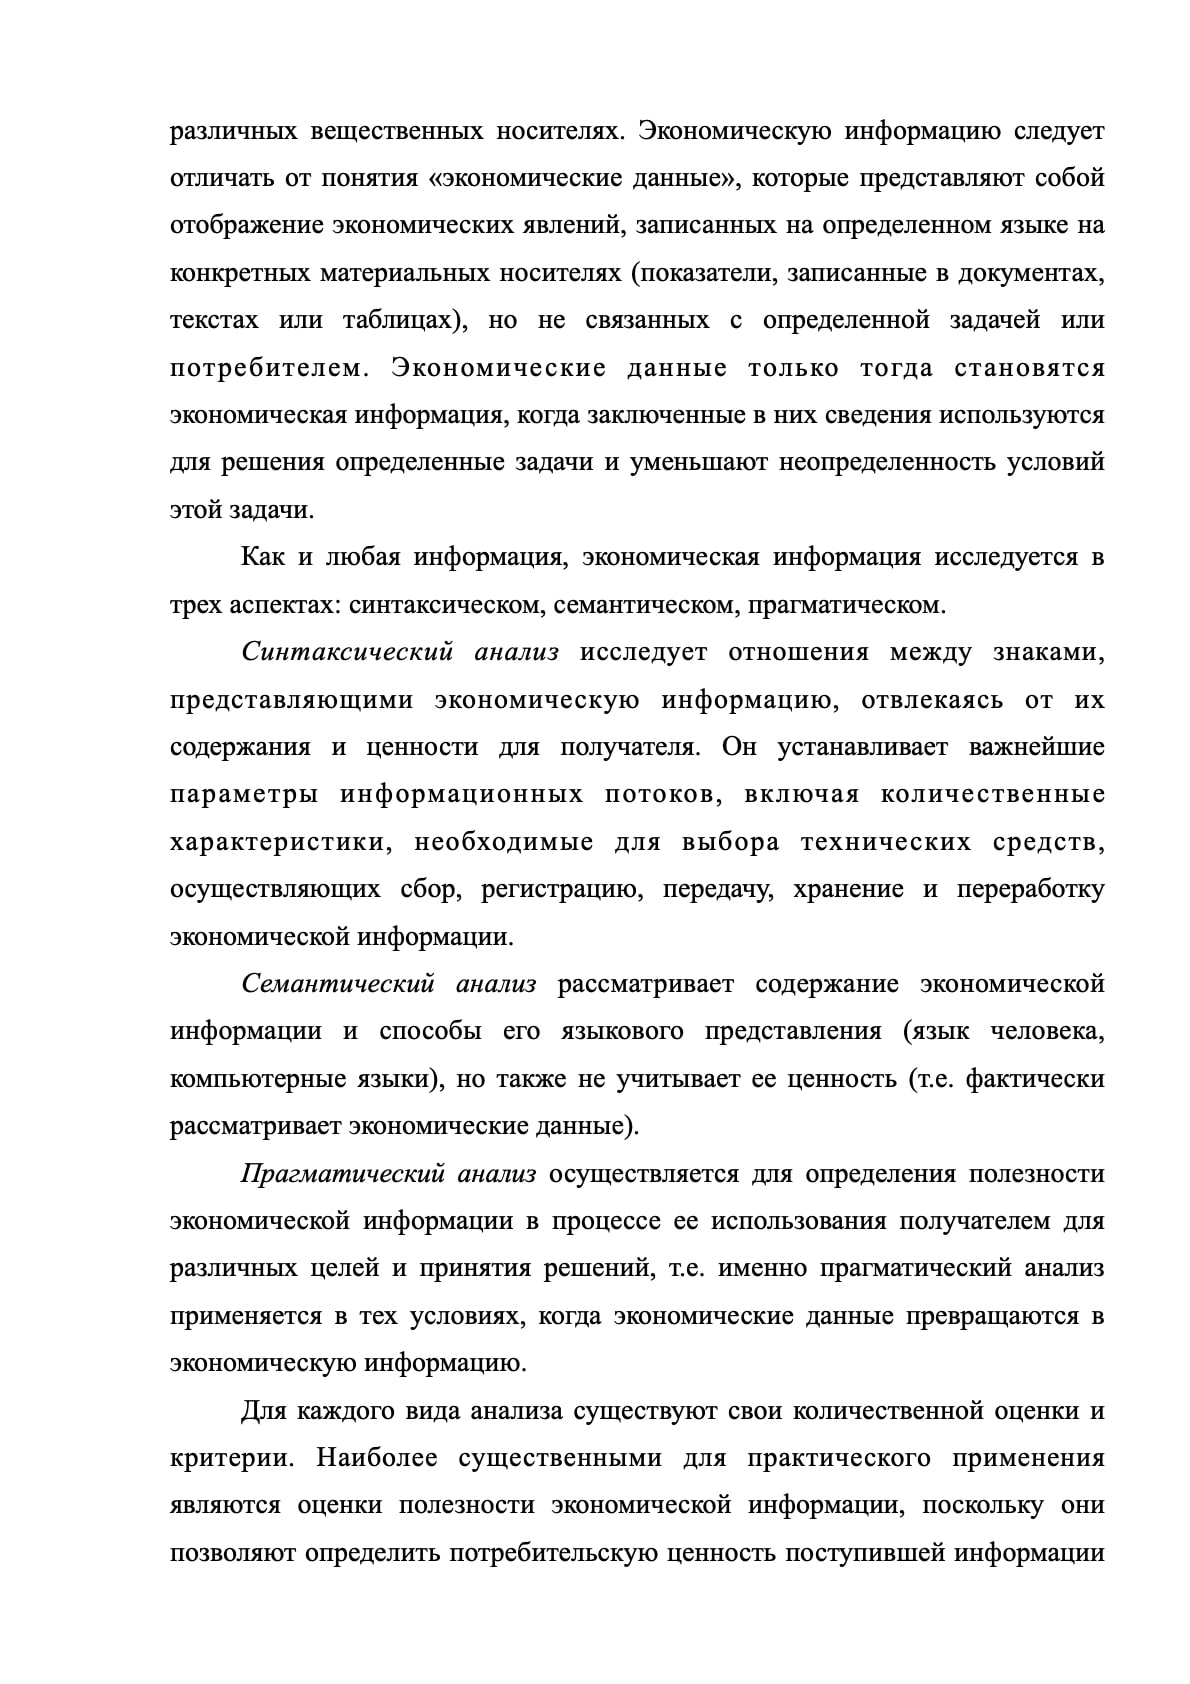 различных вещественных носителях. Экономическую информацию следует
отличать от понятия «экономические данные», которые представляют собой
отображение экономических явлений, записанных на определенном языке на
конкретных материальных носителях (показатели, записанные в документах,
текстах или таблицах), но не связанных с определенной задачей или
потребителем. Экономические данные только тогда становятся
экономическая информация, когда заключенные в них сведения используются
для решения определенные задачи и уменьшают неопределенность условий
этой задачи.
Как и любая информация, экономическая информация исследуется в
трех аспектах: синтаксическом, семантическом, прагматическом.
Синтаксический анализ исследует отношения между знаками,
представляющими экономическую информацию, отвлекаясь от их
содержания и ценности для получателя. Он устанавливает важнейшие
параметры информационных потоков, включая количественные
характеристики, необходимые для выбора технических средств,
осуществляющих сбор, регистрацию, передачу, хранение и переработку
экономической информации.
Семантический анализ рассматривает содержание экономической
информации и способы его языкового представления (язык человека,
компьютерные языки), но также не учитывает ее ценность (т.е. фактически
рассматривает экономические данные).
Прагматический анализ осуществляется для определения полезности
экономической информации в процессе ее использования получателем для
различных целей и принятия решений, т.е. именно прагматический анализ
применяется в тех условиях, когда экономические данные превращаются в
экономическую информацию.
Для каждого вида анализа существуют свои количественной оценки и
критерии. Наиболее существенными для практического применения
являются оценки полезности экономической информации, поскольку они
позволяют определить потребительскую ценность поступившей информации